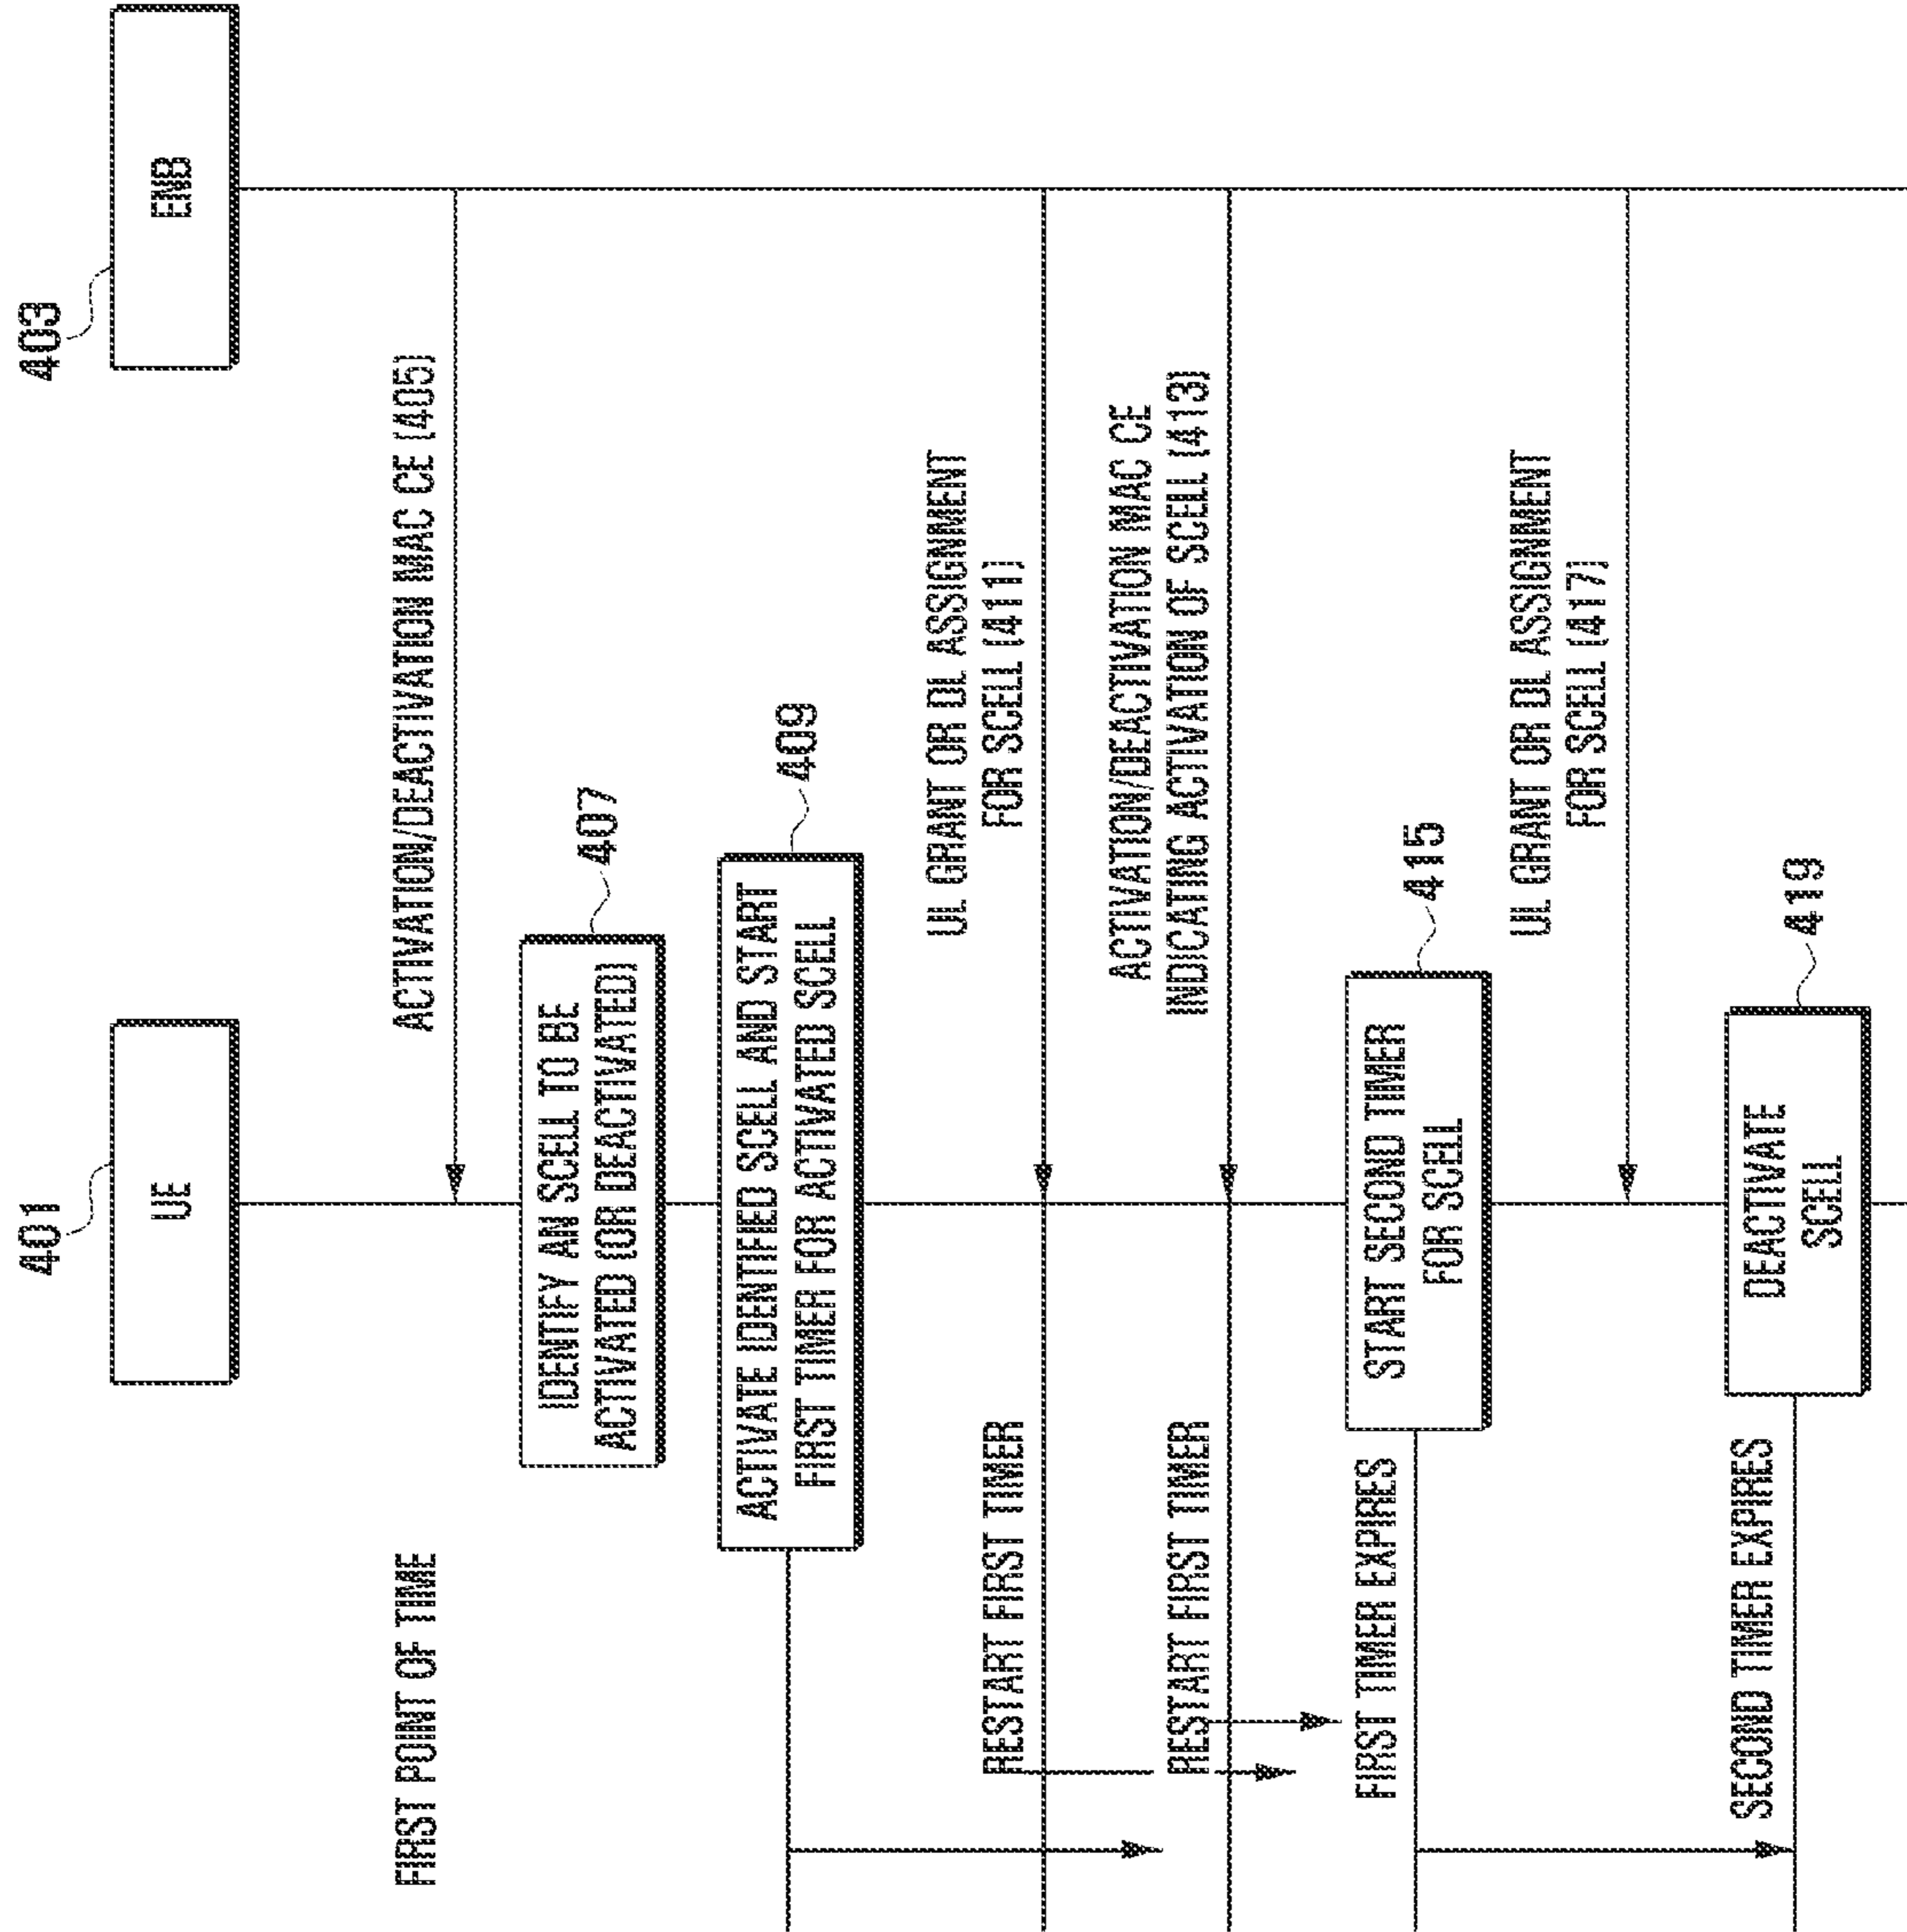 401
UE
403
ENB
FIRST POINT OF TIME
ACTIVATION/DEACTIVATION MAC CE (405)
IDENTIFY AN SCELL TO BE
ACTIVATED (OR DEACTIVATED)
407
ACTIVATE IDENTIFIED SCELL AND START
FIRST TIMER FOR ACTIVATED SCELL
409
UL GRANT OR DL ASSIGNMENT
FOR SCELL (411)
RESTART FIRST TIMER
ACTIVATION/DEACTIVATION MAC CE
INDICATING ACTIVATION OF SCELL (413)
RESTART FIRST TIMER
FIRST TIMER EXPIRES
START SECOND TIMER
FOR SCELL
415
UL GRANT OR DL ASSIGNMENT
FOR SCELL (417)
SECOND TIMER EXPIRES
DEACTIVATE
SCELL
419